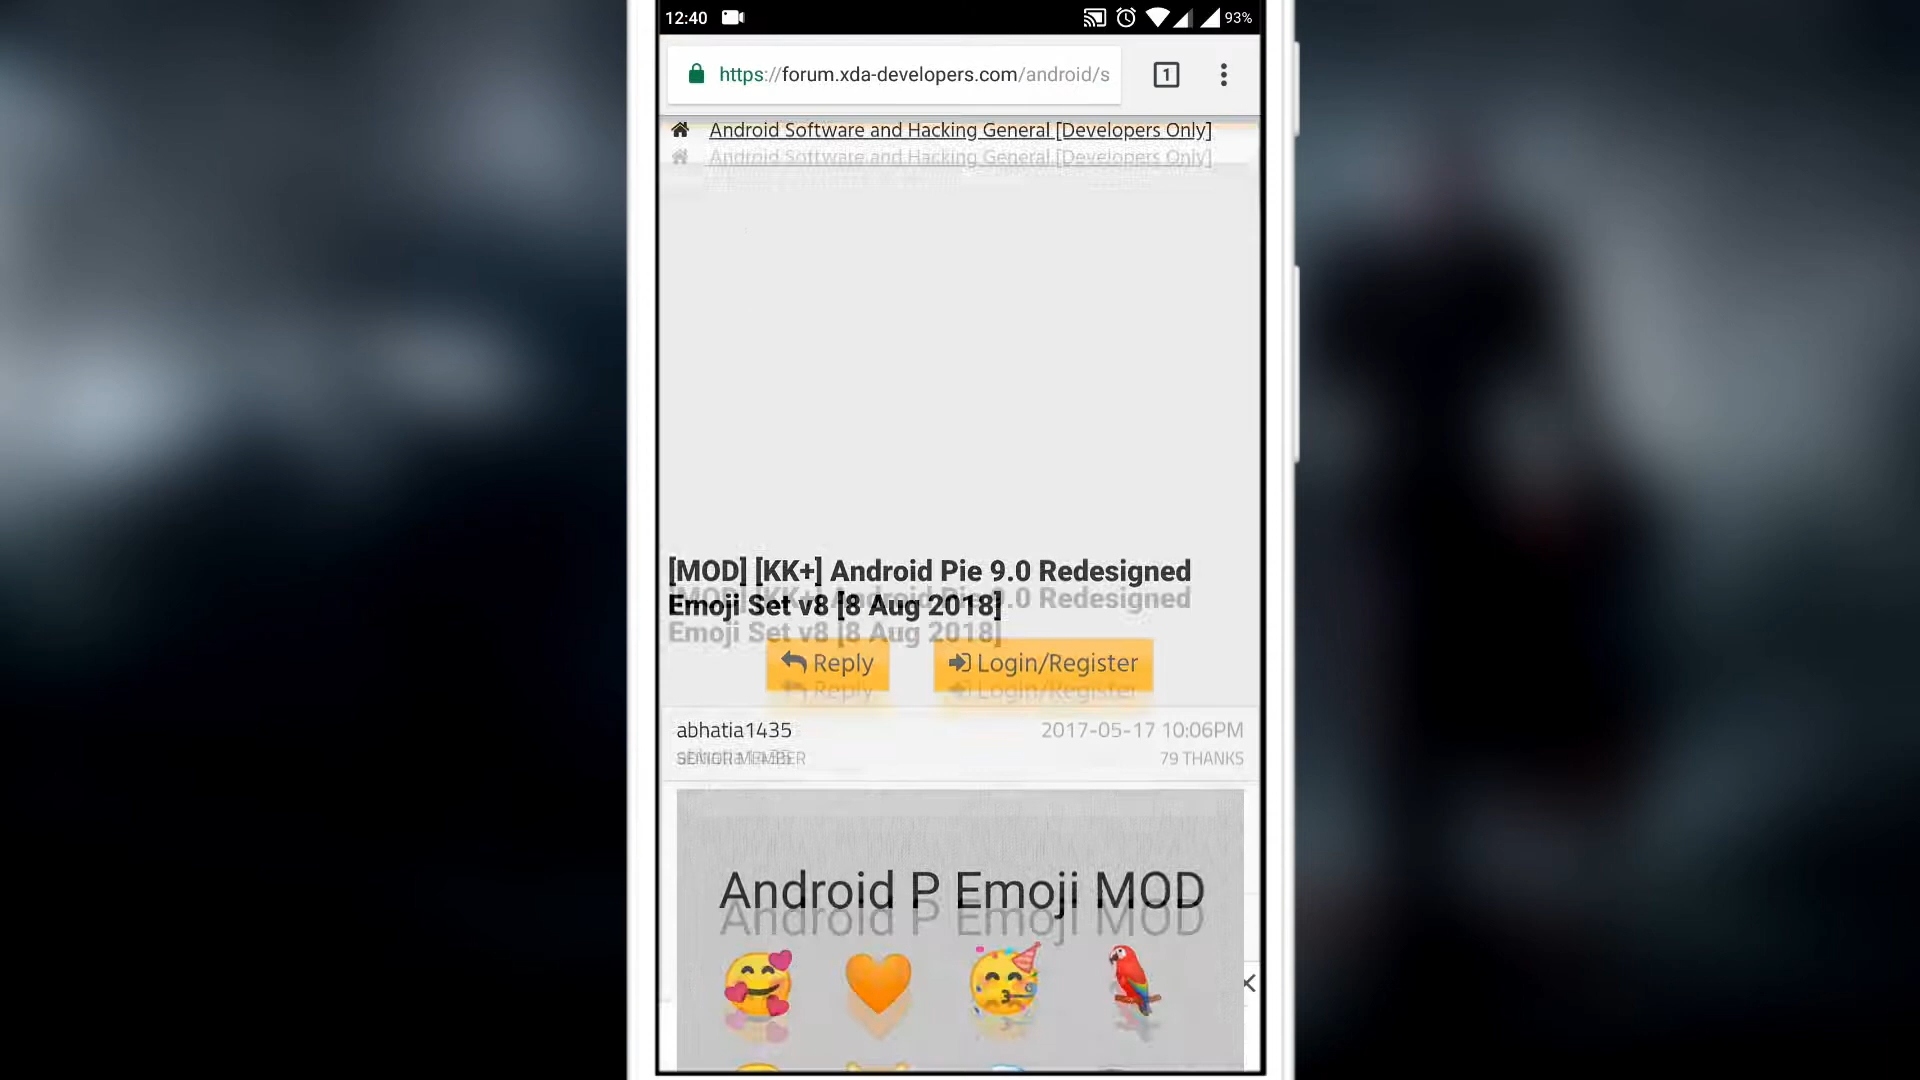 12:40
93%
https://forum.xda-developers.com/android/s
1
Android Software and Hacking General [Developers Only]
[MOD] [KK+] Android Pie 9.0 Redesigned
Emoji Set v8 [8 Aug 2018]
Reply
Login/Register
abhatia1435
2017-05-17 10:06PM
SENIOR MEMBER
79 THANKS
Android P Emoji MOD